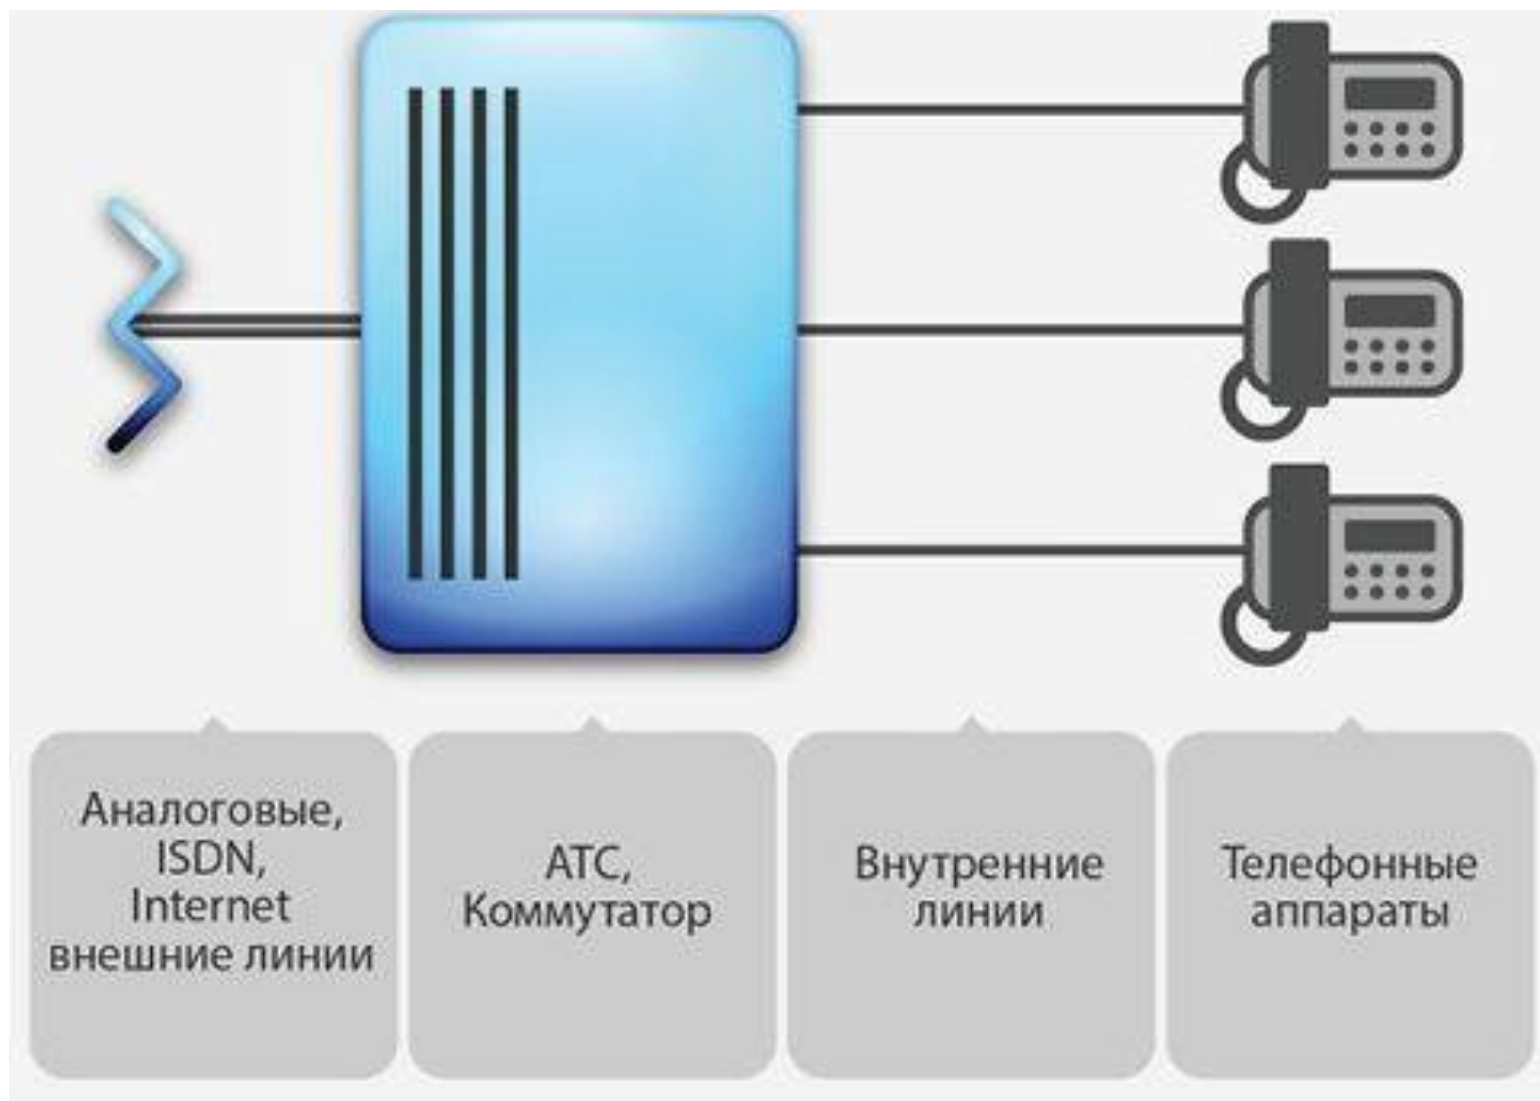 Аналоговые,
ISDN,
Internet
внешние линии
АТС,
Коммутатор
Внутренние
линии
Телефонные
аппараты